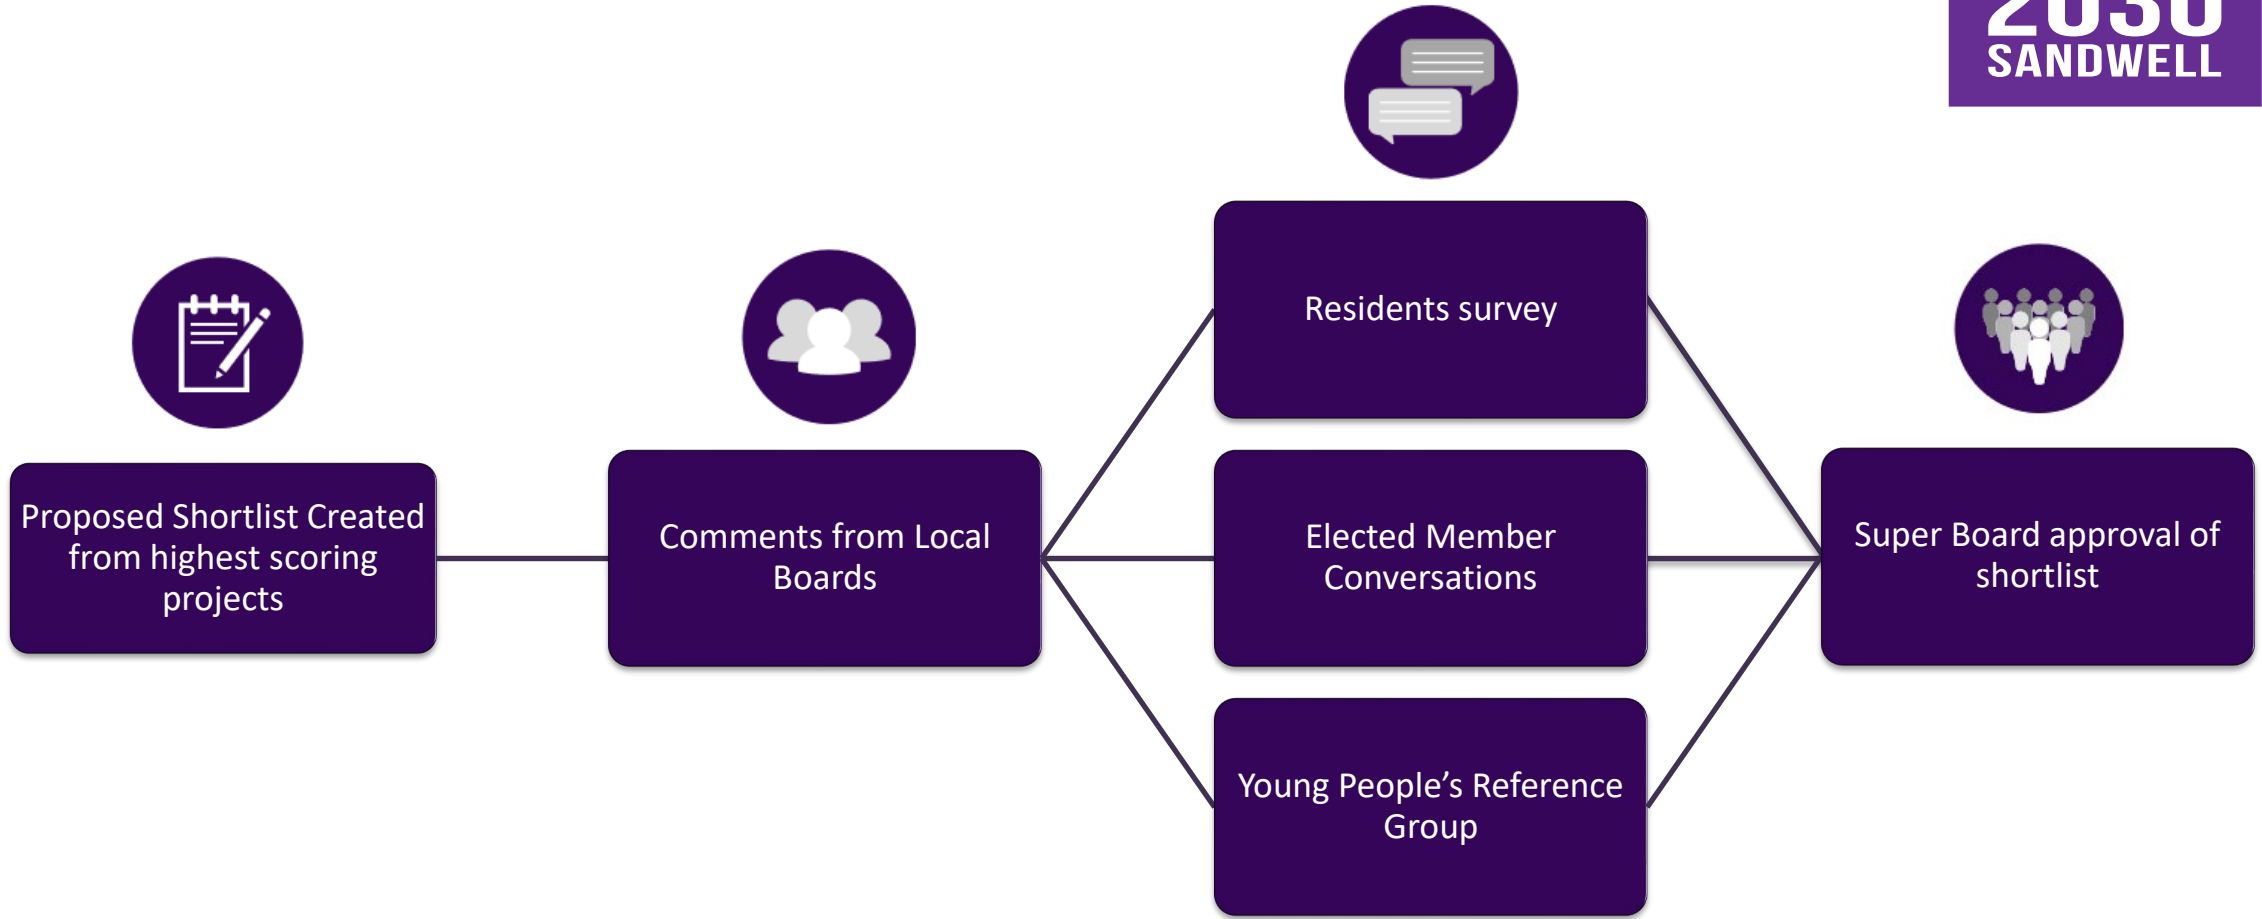 2030
SANDWELL
Proposed Shortlist Created
from highest scoring
projects
Comments from Local
Boards
Residents survey
Elected Member
Conversations
Young People’s Reference
Group
Super Board approval of
shortlist